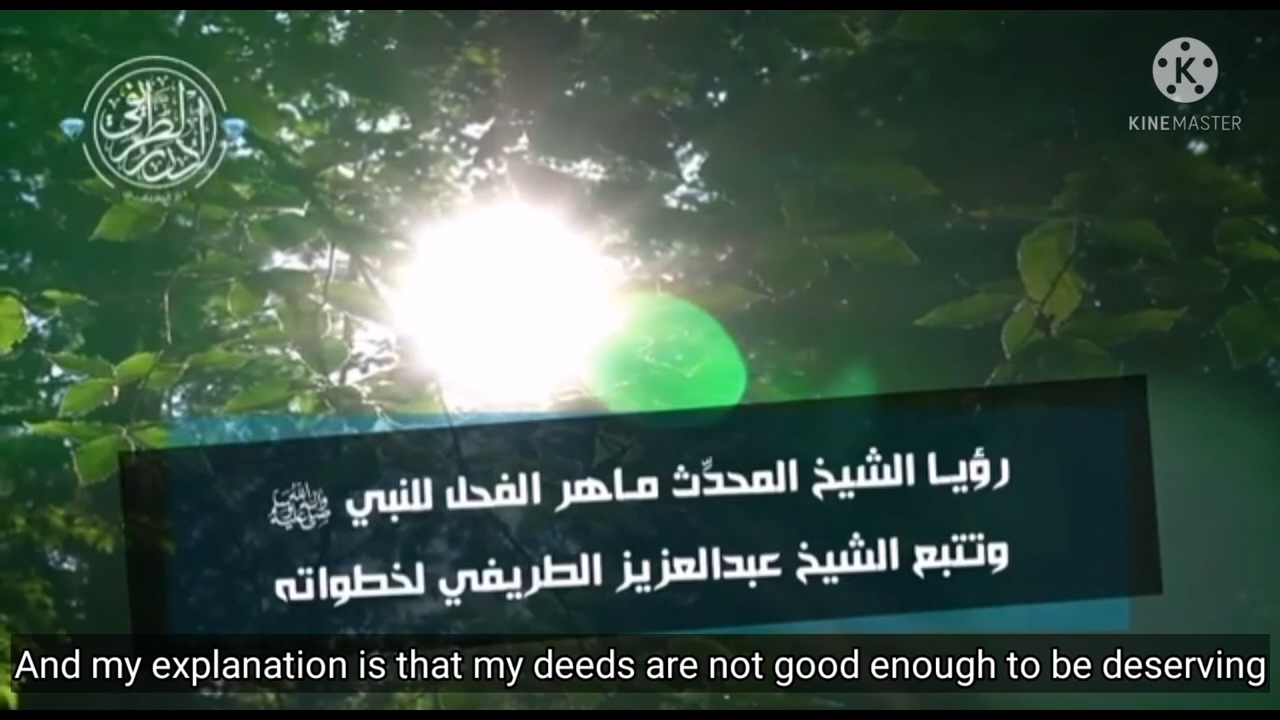 KINEMASTER
رؤيا الشيخ المحدِّث ماهر الفحل للنبي ﷺ
وتتبع الشيخ عبدالعزيز الطريفي لخطواته
And my explanation is that my deeds are not good enough to be deserving